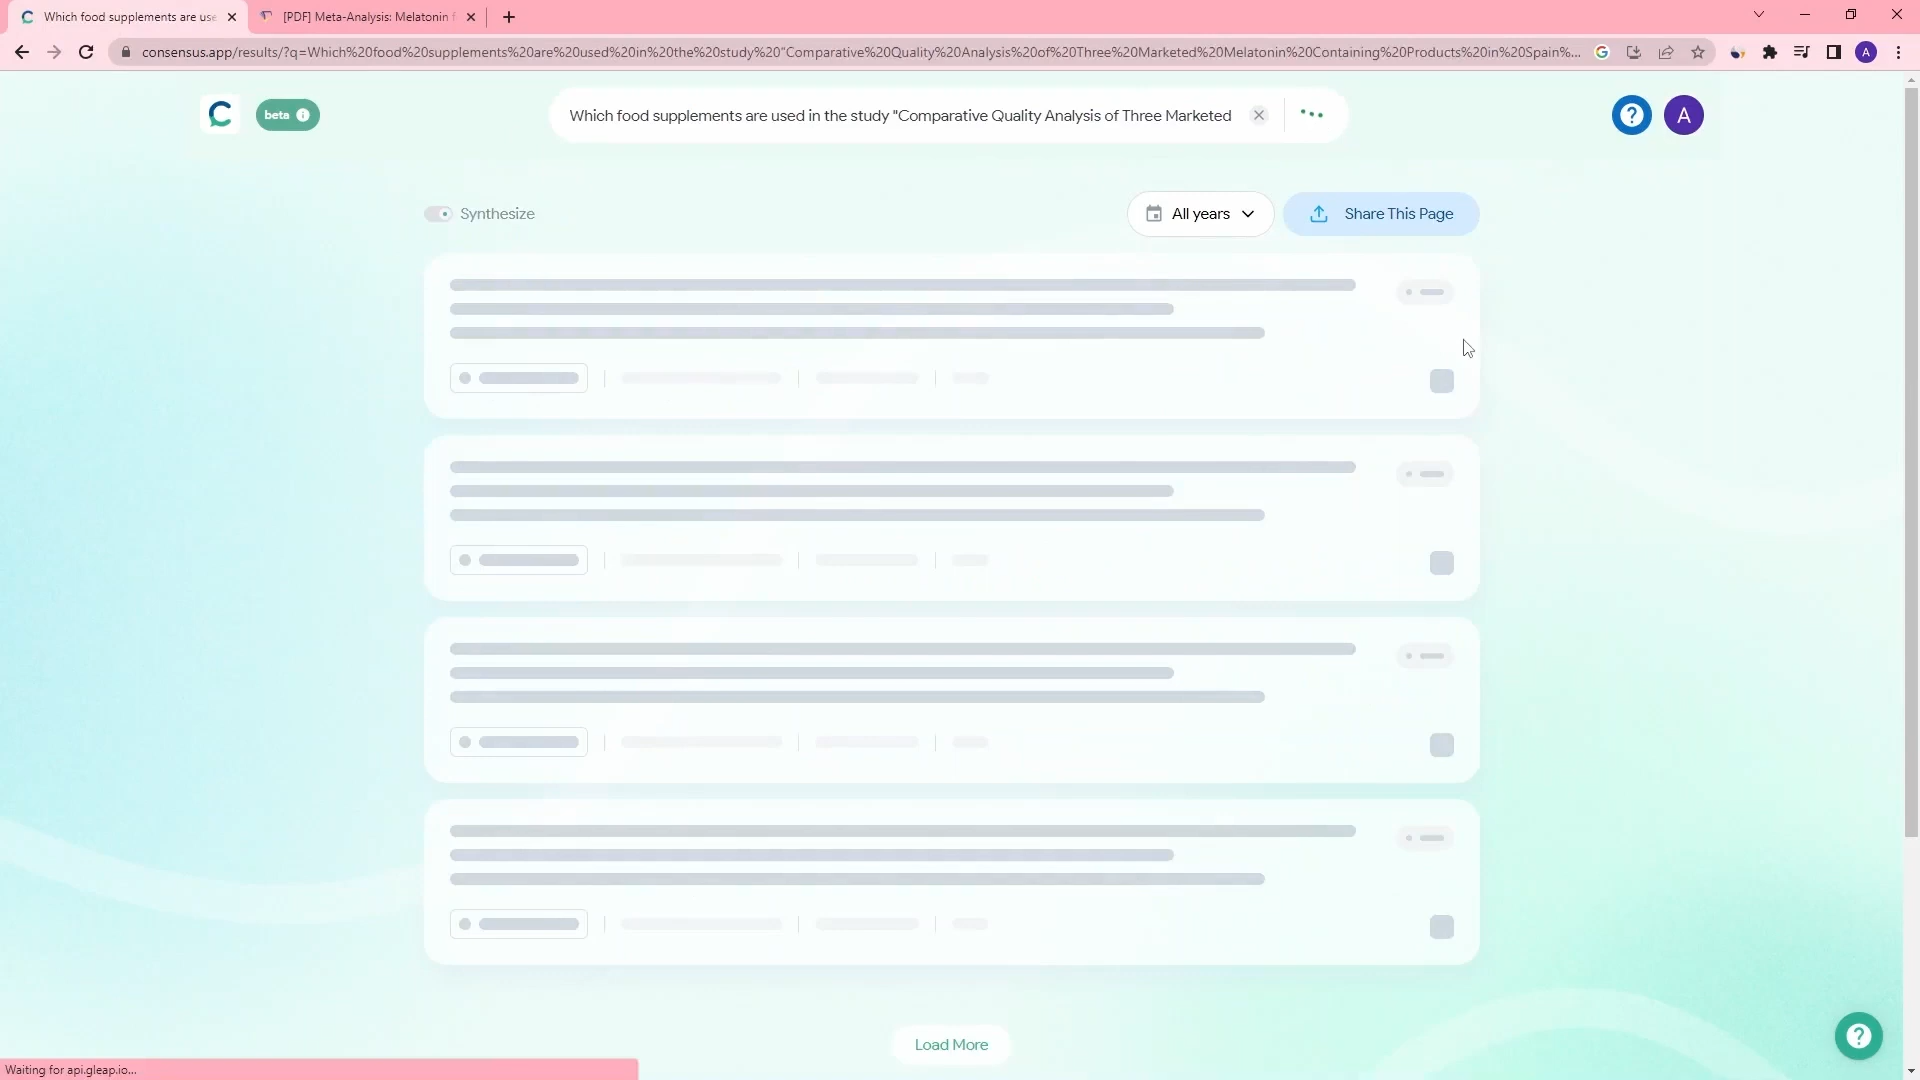 Which food supplements are use
[PDF] Meta-Analysis: Melatonin f
consensus.app/results/?q=Which%20food%20supplements%20are%20used%20in%20the%20study%20"Comparative%20Quality%20Analysis%20of%20Three%20Marketed%20Melatonin%20Containing%20Products%20in%20Spain%...
A
beta
Which food supplements are used in the study "Comparative Quality Analysis of Three Marketed
A
Synthesize
All years
Share This Page
Load More
Waiting for api.gleap.io...